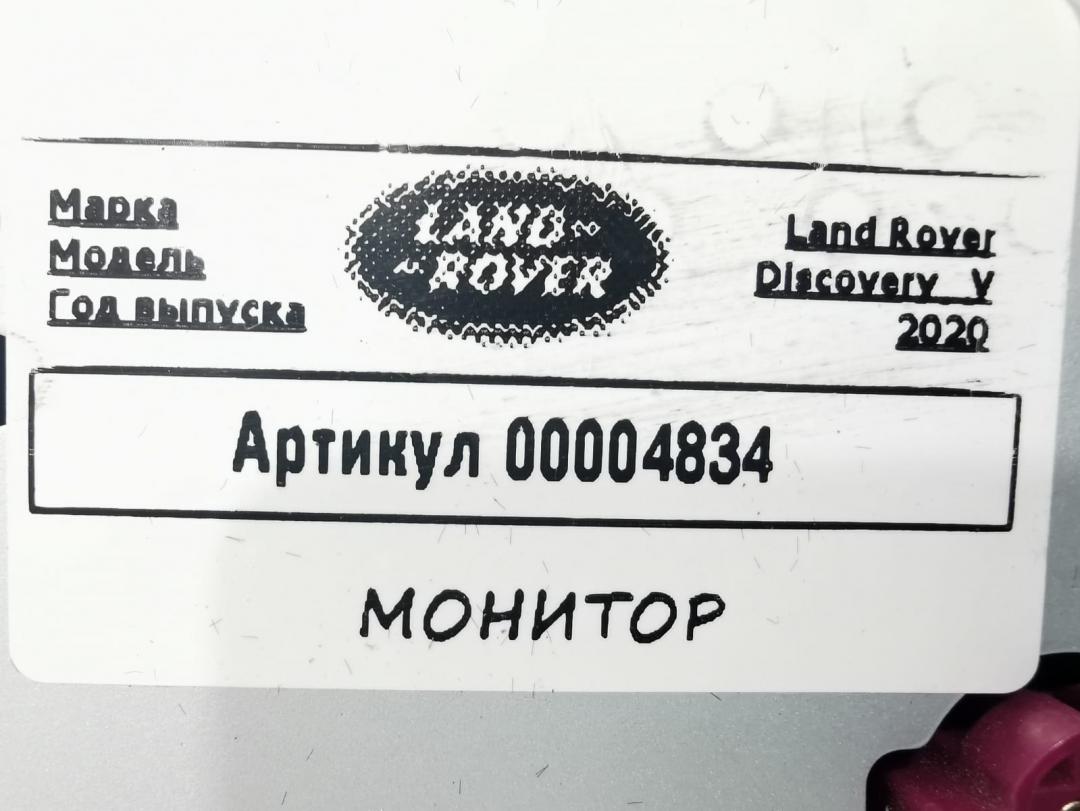 Марка
Модель
Год выпуска
LAND-
-ROVER
Land Rover
Discovery V
2020
Артикул 00004834
МОНИТОР